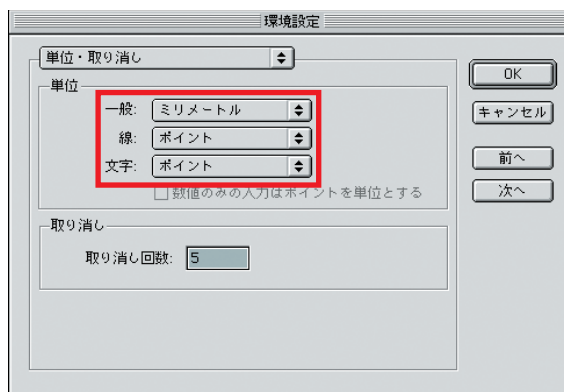 環境設定
単位・取り消し
単位
一般: ミリメートル
線: ポイント
文字: ポイント
数値のみの入力はポイントを単位とする
取り消し
取り消し回数: 5
OK
キャンセル
前へ
次へ